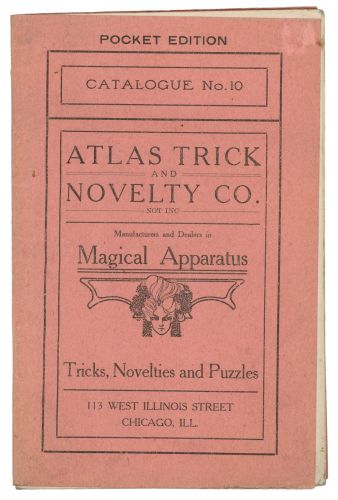 POCKET EDITION
CATALOGUE No. 10
ATLAS TRICK
AND
NOVELTY CO.
NOT INC
Manufacturers and Dealers in
Magical Apparatus
Tricks, Novelties and Puzzles
113 WEST ILLINOIS STREET
CHICAGO, ILL.